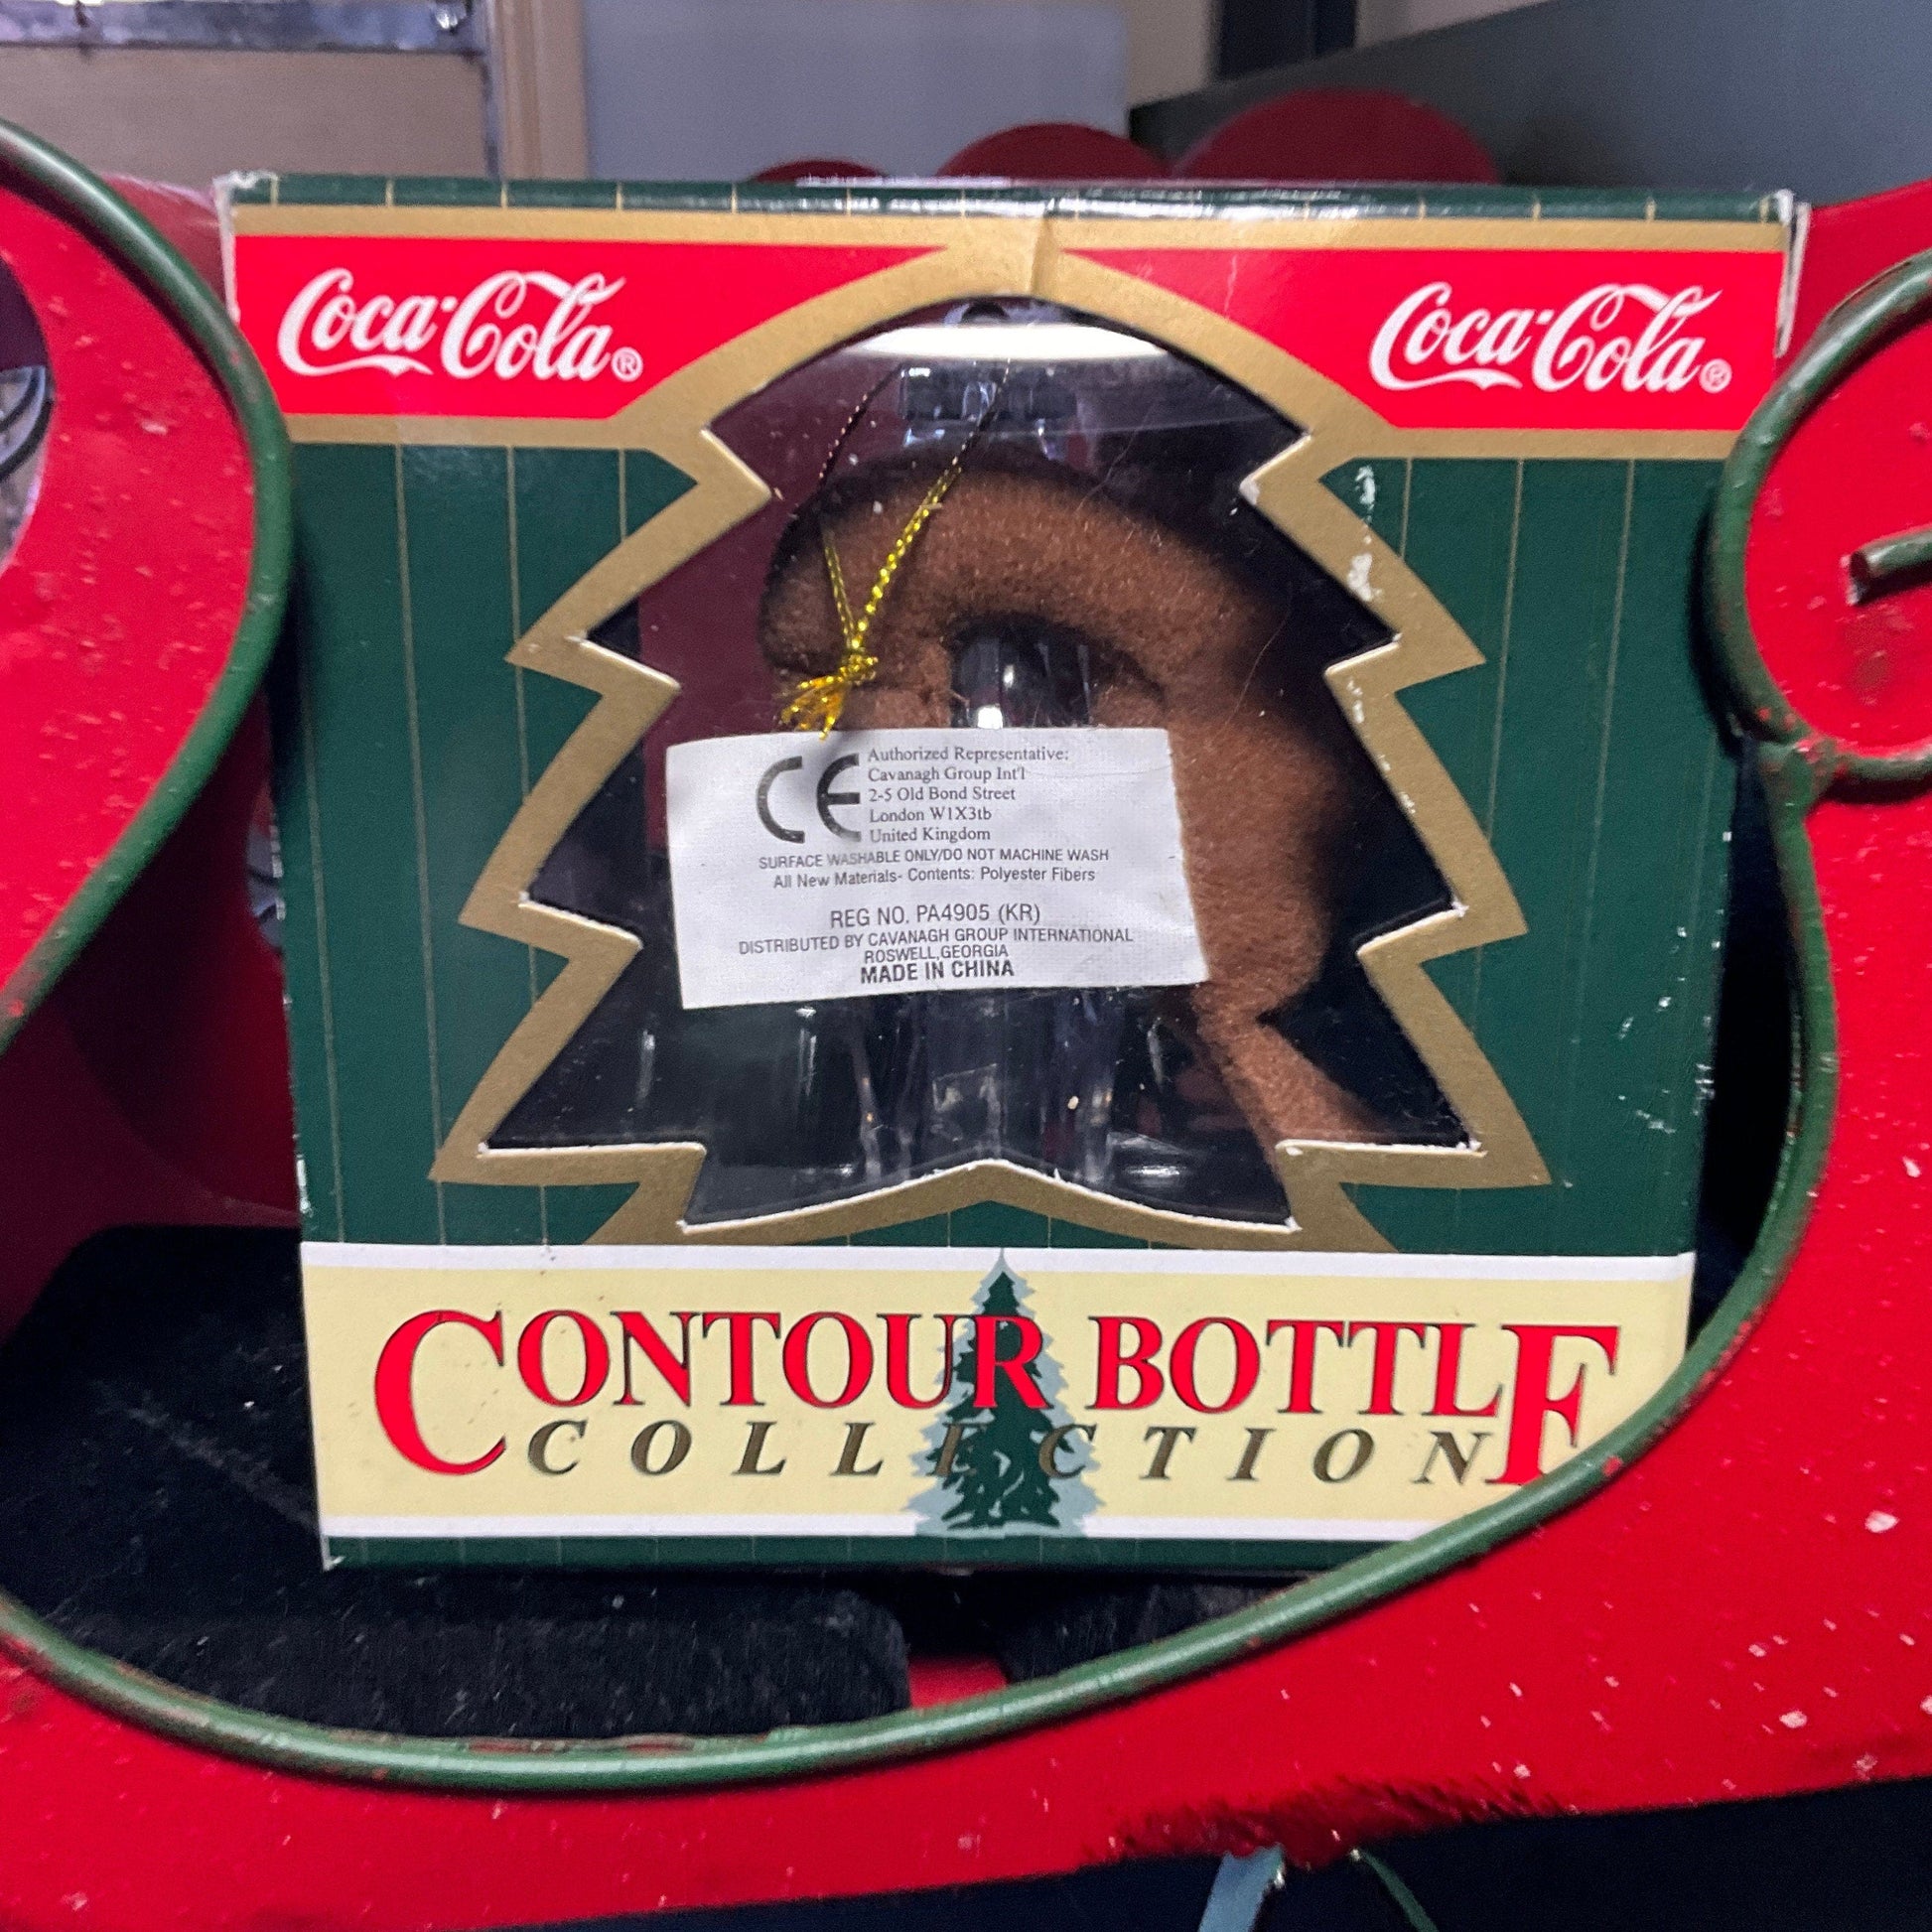 Coca-Cola®
Coca-Cola®
CE
Authorized Representative:
Cavanagh Group Int'l
2-5 Old Bond Street
London W1X3tb
United Kingdom
SURFACE WASHABLE ONLY/DO NOT MACHINE WASH
All New Materials- Contents: Polyester Fibers
REG NO. PA4905 (KR)
DISTRIBUTED BY CAVANAGH GROUP INTERNATIONAL
ROSWELL,GEORGIA
MADE IN CHINA
CONTOUR BOTTLE
COLLECTION